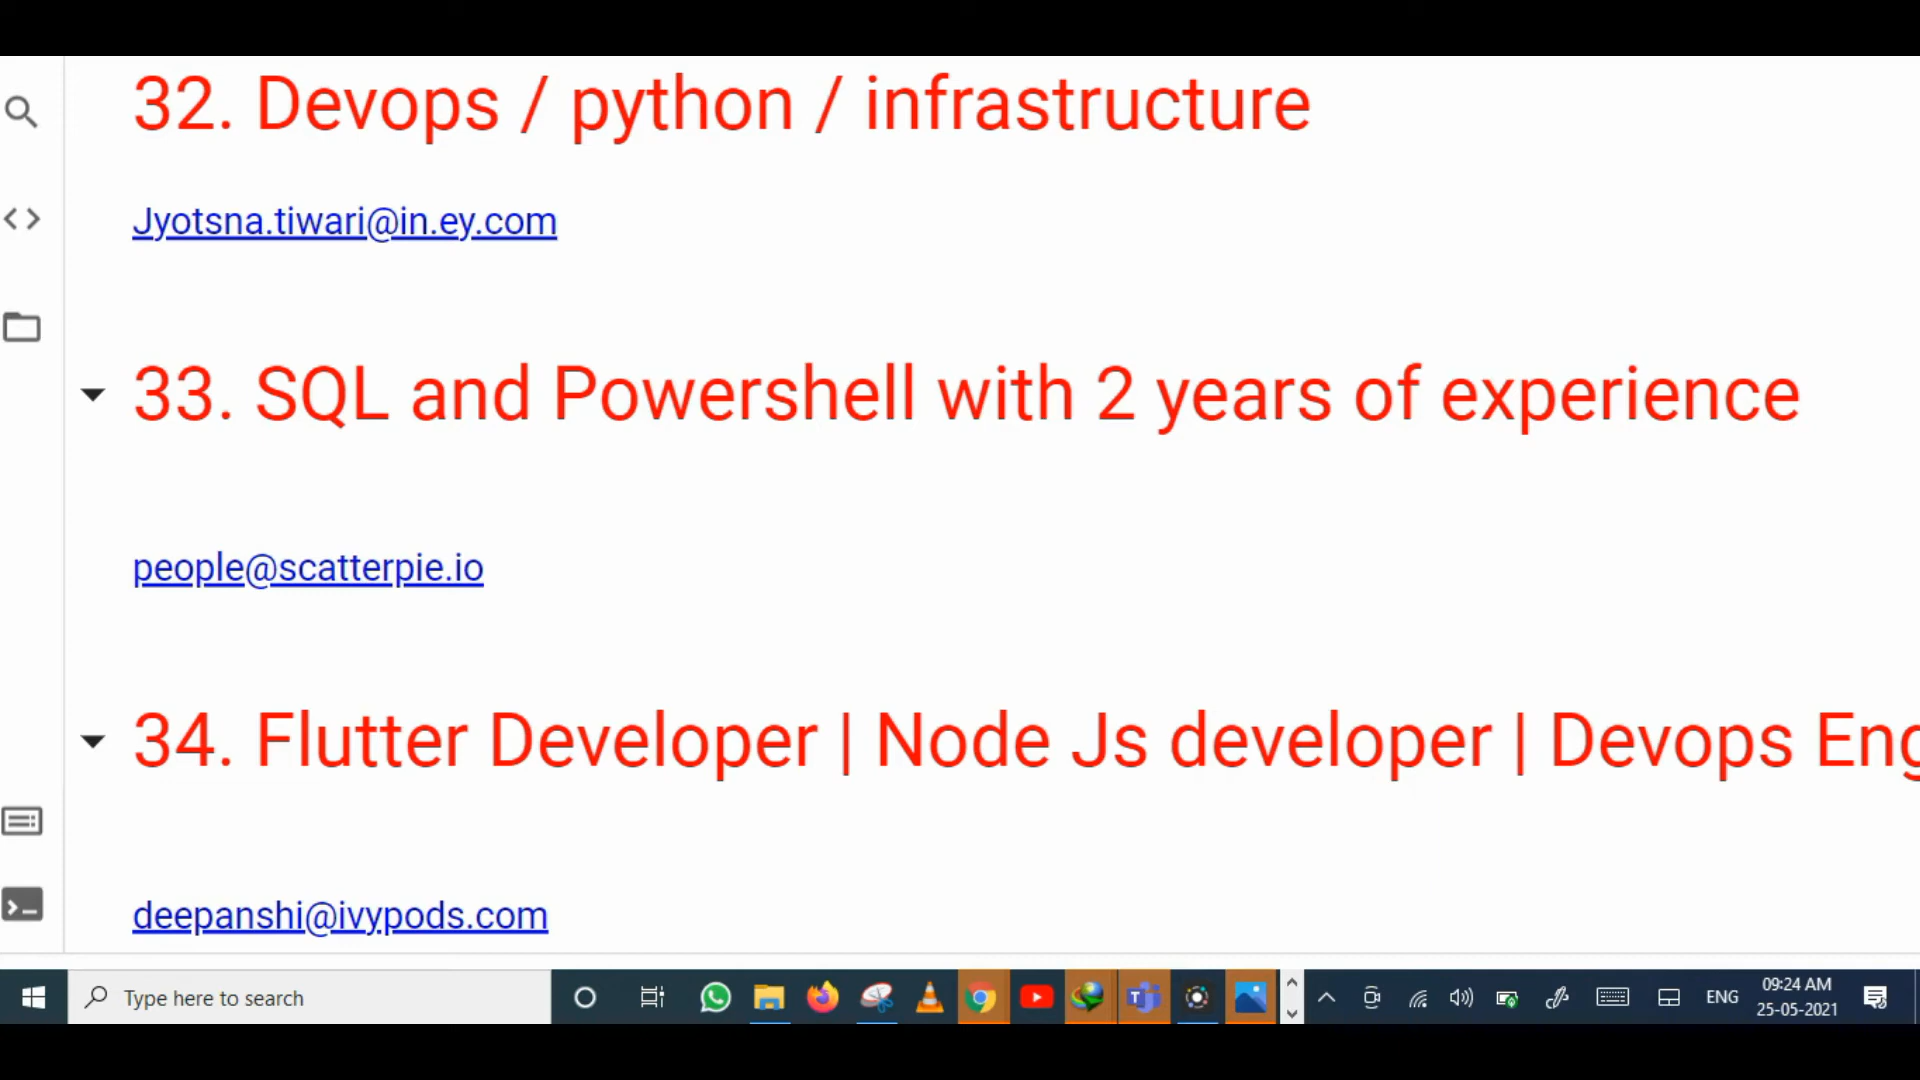 32. Devops / python / infrastructure
Jyotsna.tiwari@in.ey.com
33. SQL and Powershell with 2 years of experience
people@scatterpie.io
34. Flutter Developer | Node Js developer | Devops Eng
deepanshi@ivypods.com
Type here to search
ENG
09:24 AM
25-05-2021